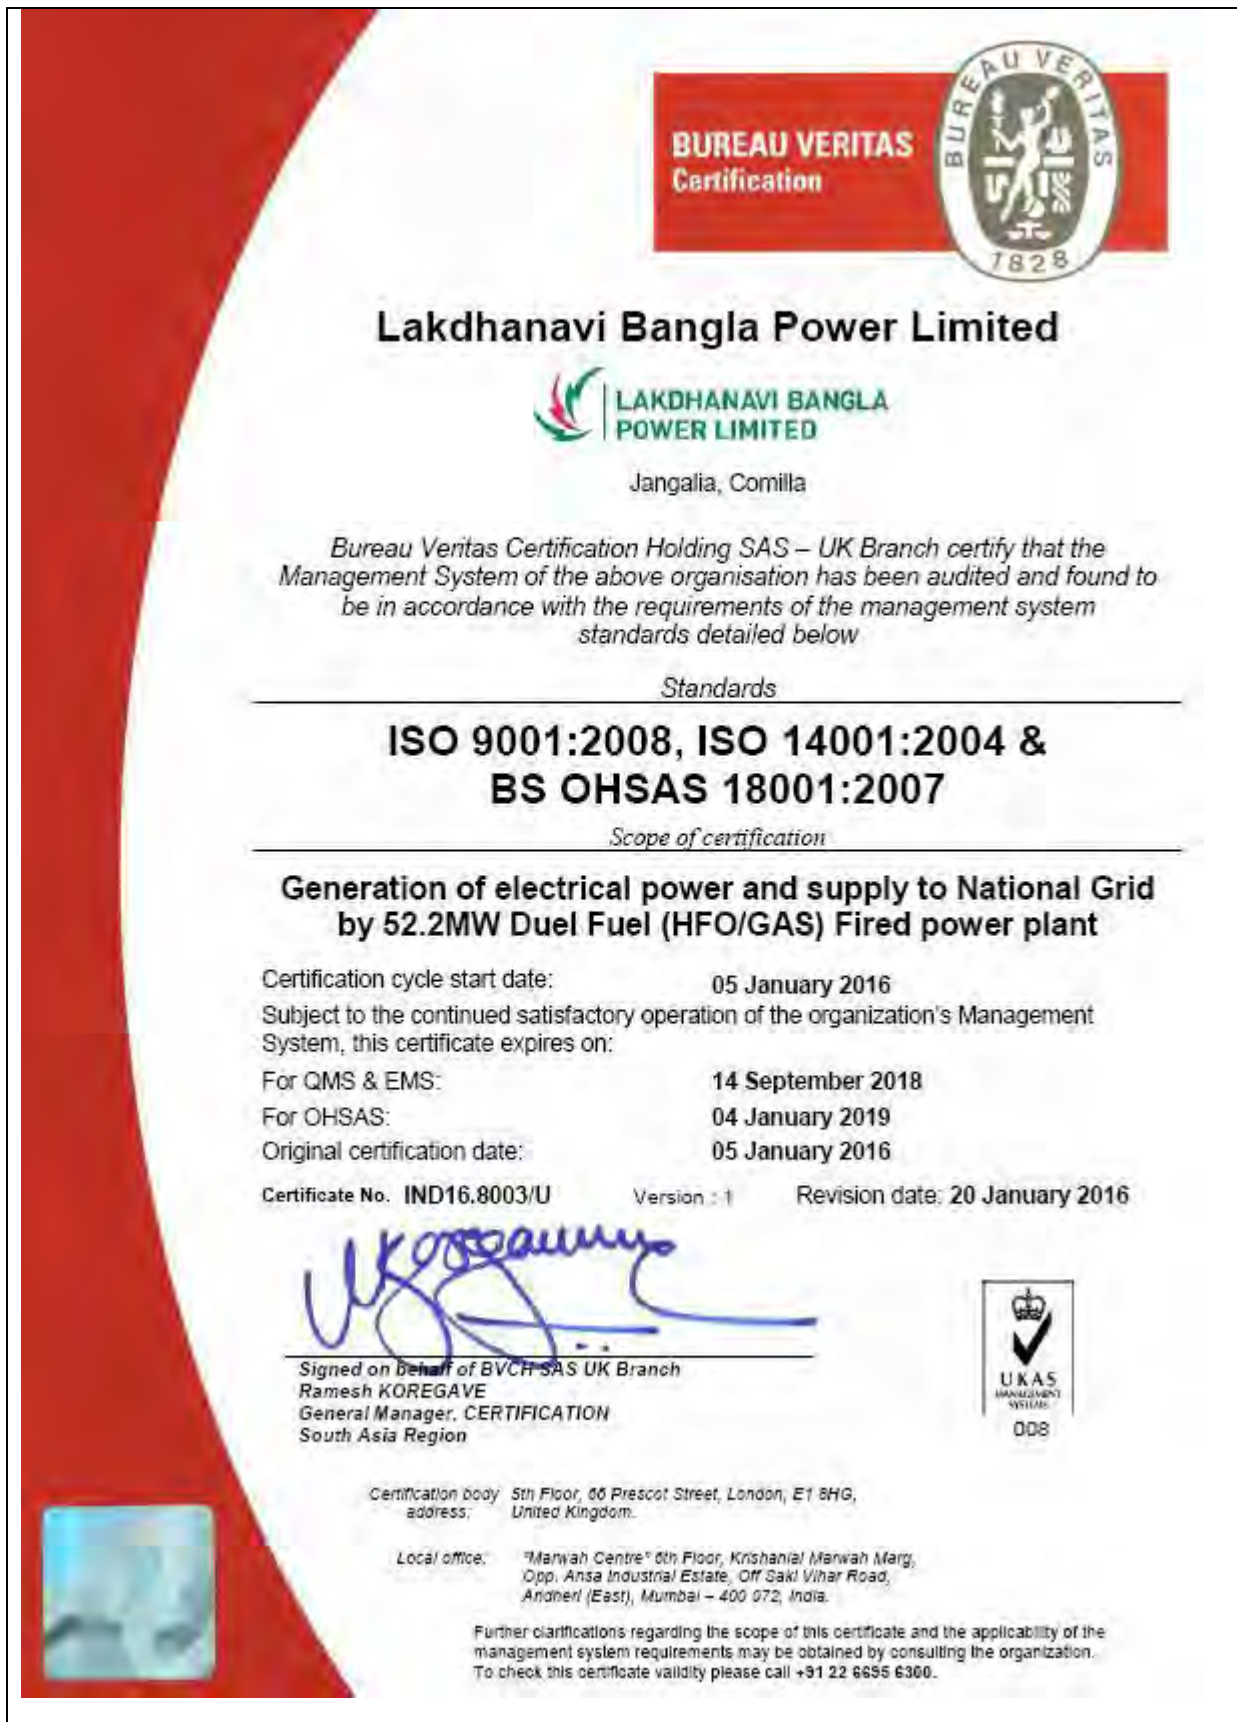 BUREAU VERITAS
Certification
BUREAU VERITAS
1828
Lakdhanavi Bangla Power Limited
LAKDHANAVI BANGLA
POWER LIMITED
Jangalia, Comilla
Bureau Veritas Certification Holding SAS – UK Branch certify that the
Management System of the above organisation has been audited and found to
be in accordance with the requirements of the management system
standards detailed below
Standards
ISO 9001:2008, ISO 14001:2004 &
BS OHSAS 18001:2007
Scope of certification
Generation of electrical power and supply to National Grid
by 52.2MW Duel Fuel (HFO/GAS) Fired power plant
Certification cycle start date: 05 January 2016
Subject to the continued satisfactory operation of the organization's Management
System, this certificate expires on:
For QMS & EMS: 14 September 2018
For OHSAS: 04 January 2019
Original certification date: 05 January 2016
Certificate No. IND16.8003/U Version : 1 Revision date: 20 January 2016
Signed on behalf of BVCH SAS UK Branch
Ramesh KOREGAVE
General Manager, CERTIFICATION
South Asia Region
UKAS
MANAGEMENT
SYSTEMS
008
Certification body address: 5th Floor, 66 Prescot Street, London, E1 8HG,
United Kingdom.
Local office: "Marwah Centre" 6th Floor, Krishanlal Marwah Marg,
Opp. Ansa Industrial Estate, Off Saki Vihar Road,
Andheri (East), Mumbai – 400 072, India.
Further clarifications regarding the scope of this certificate and the applicability of the
management system requirements may be obtained by consulting the organization.
To check this certificate validity please call +91 22 6695 6300.